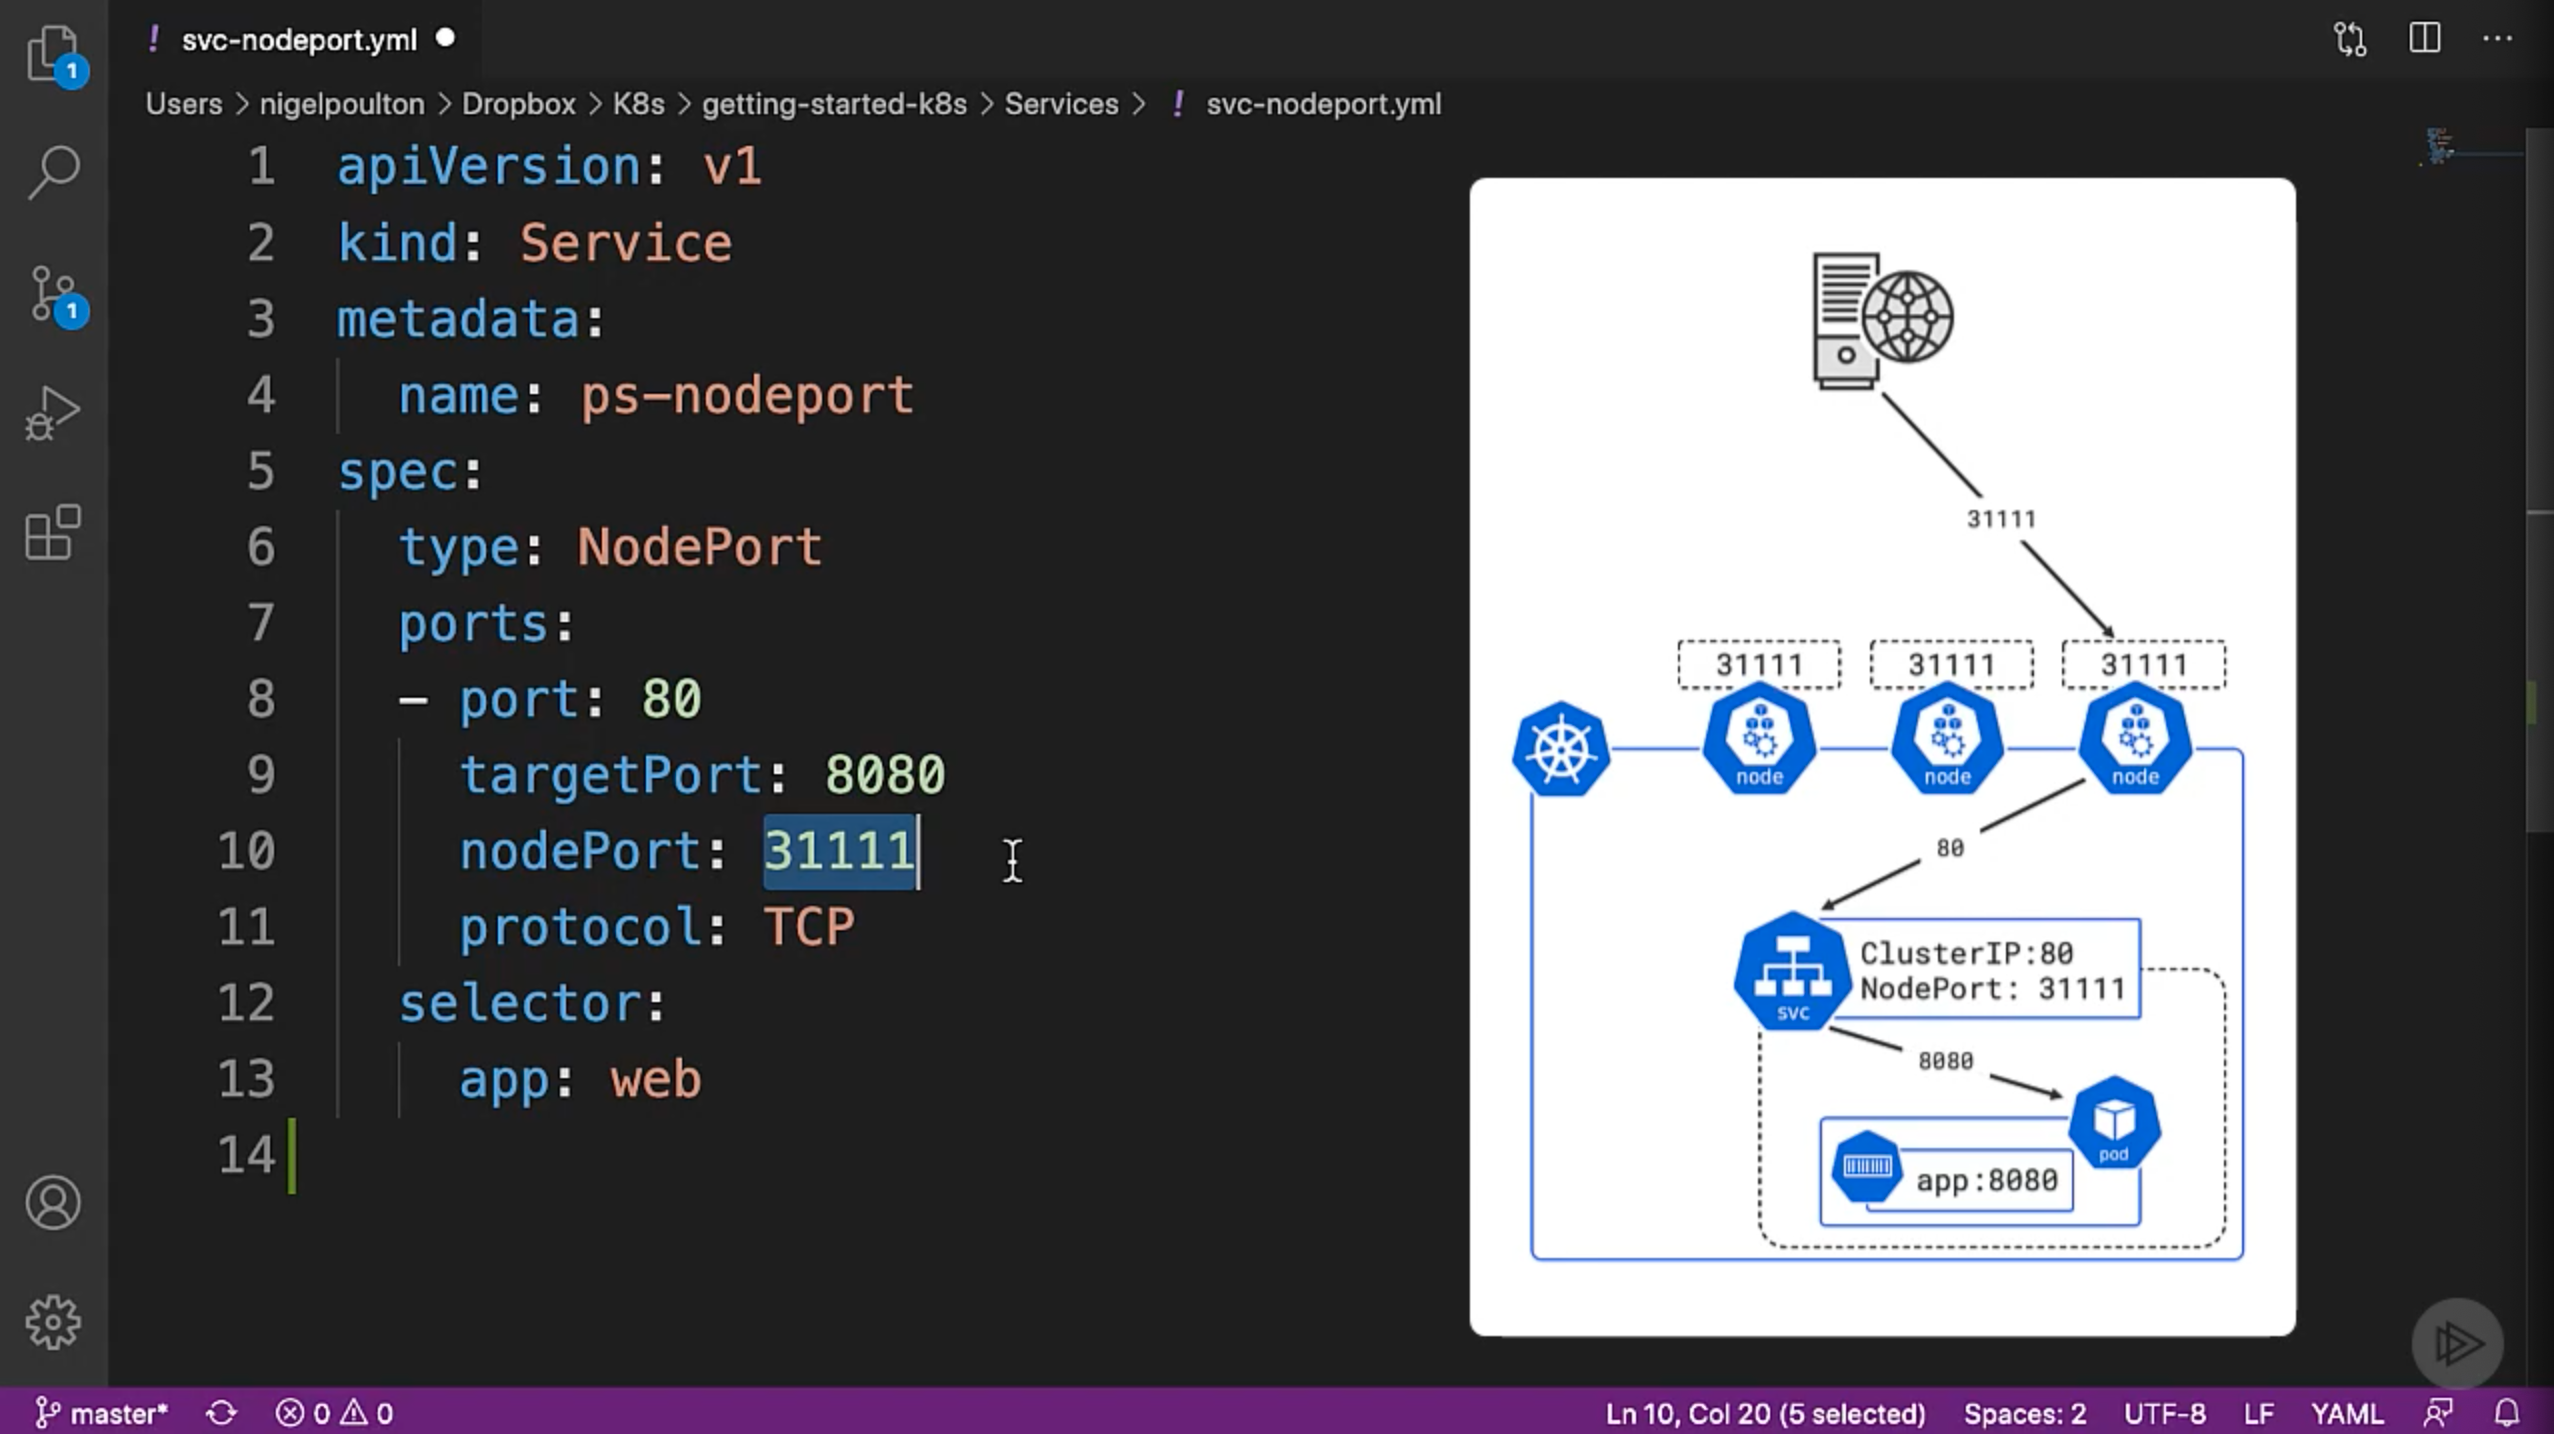 1
! svc-nodeport.yml
Users > nigelpoulton > Dropbox > K8s > getting-started-k8s > Services > ! svc-nodeport.yml
1 apiVersion: v1
2 kind: Service
1
3 metadata:
4 name: ps-nodeport
5 spec:
6 type: NodePort
7 ports:
8 - port: 80
9 targetPort: 8080
10 nodePort: 31111
11 protocol: TCP
12 selector:
13 app: web
14
31111
31111 31111 31111
node node node
80
svc
ClusterIP:80
NodePort: 31111
8080
pod
app:8080
master* 0 0 Ln 10, Col 20 (5 selected) Spaces: 2 UTF-8 LF YAML